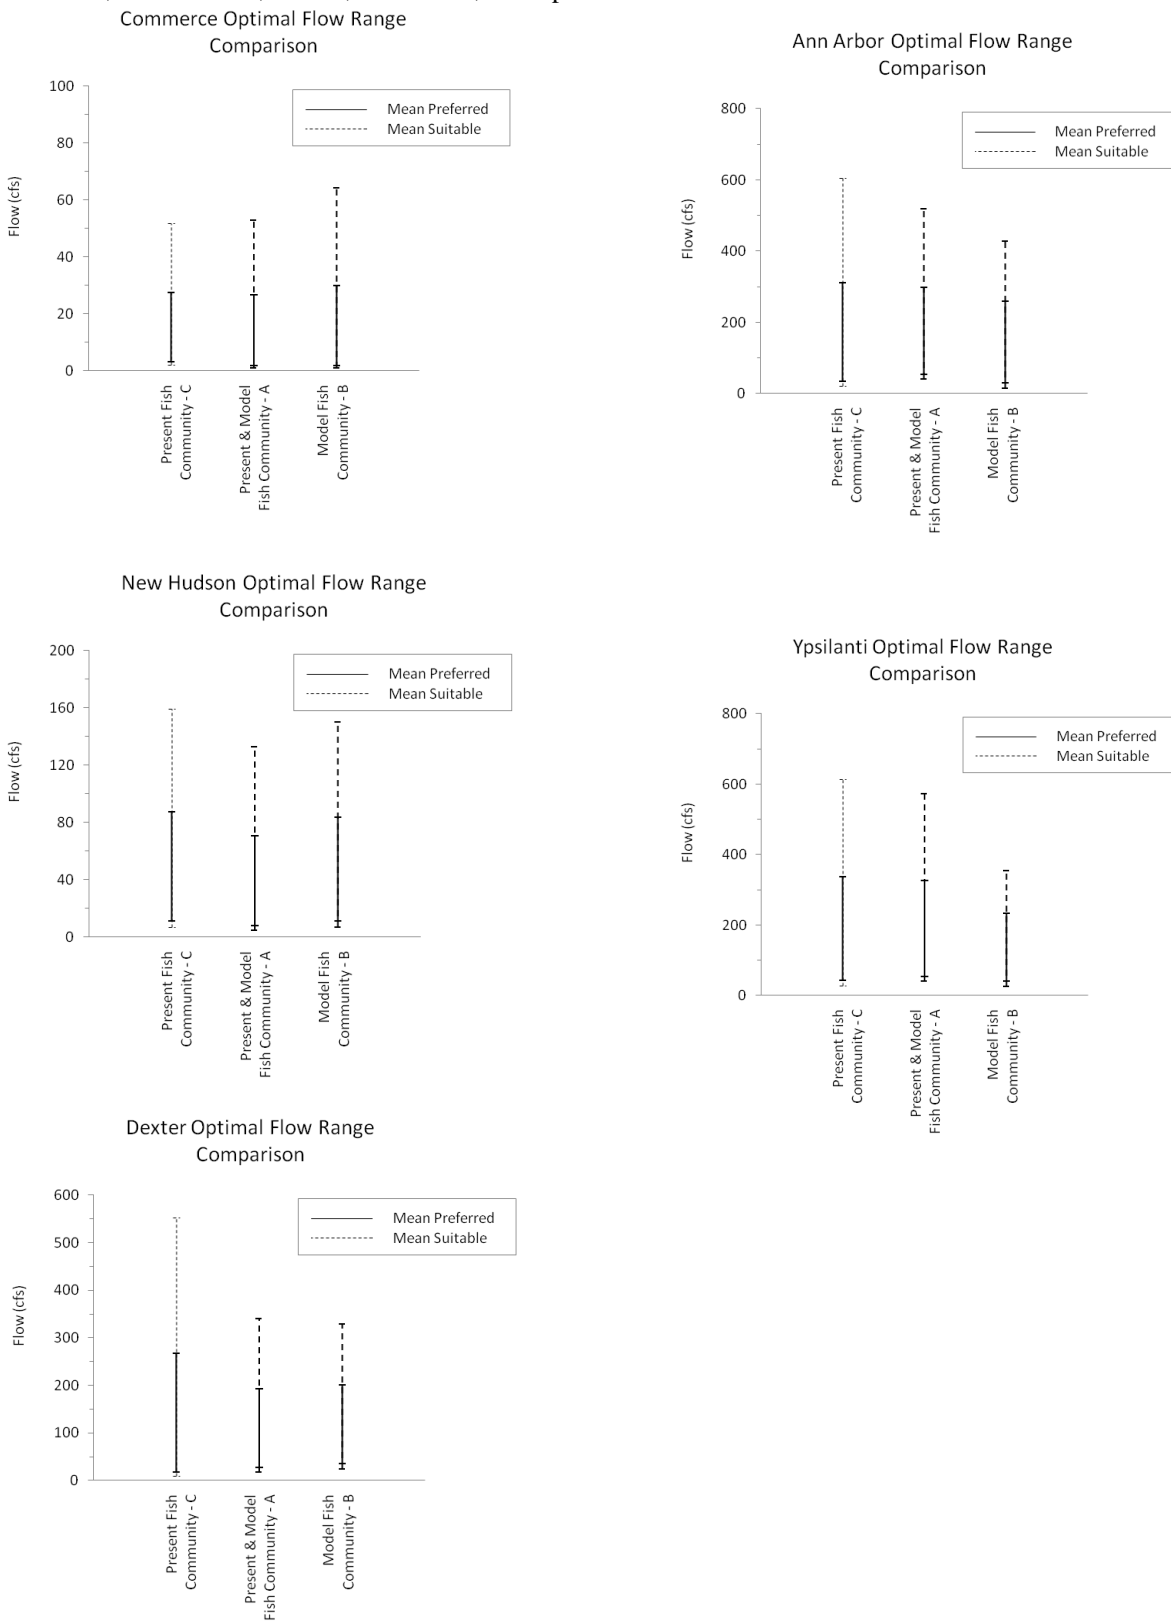 Commerce Optimal Flow Range
Comparison
100
80
60
40
20
0
Flow (cfs)
Mean Preferred
Mean Suitable
Present Fish
Community - C
Present & Model
Fish Community - A
Model Fish
Community - B
Ann Arbor Optimal Flow Range
Comparison
800
600
400
200
0
Flow (cfs)
Mean Preferred
Mean Suitable
Present Fish
Community - C
Present & Model
Fish Community - A
Model Fish
Community - B
New Hudson Optimal Flow Range
Comparison
200
160
120
80
40
0
Flow (cfs)
Mean Preferred
Mean Suitable
Present Fish
Community - C
Present & Model
Fish Community - A
Model Fish
Community - B
Ypsilanti Optimal Flow Range
Comparison
800
600
400
200
0
Flow (cfs)
Mean Preferred
Mean Suitable
Present Fish
Community - C
Present & Model
Fish Community - A
Model Fish
Community - B
Dexter Optimal Flow Range
Comparison
600
500
400
300
200
100
0
Flow (cfs)
Mean Preferred
Mean Suitable
Present Fish
Community - C
Present & Model
Fish Community - A
Model Fish
Community - B